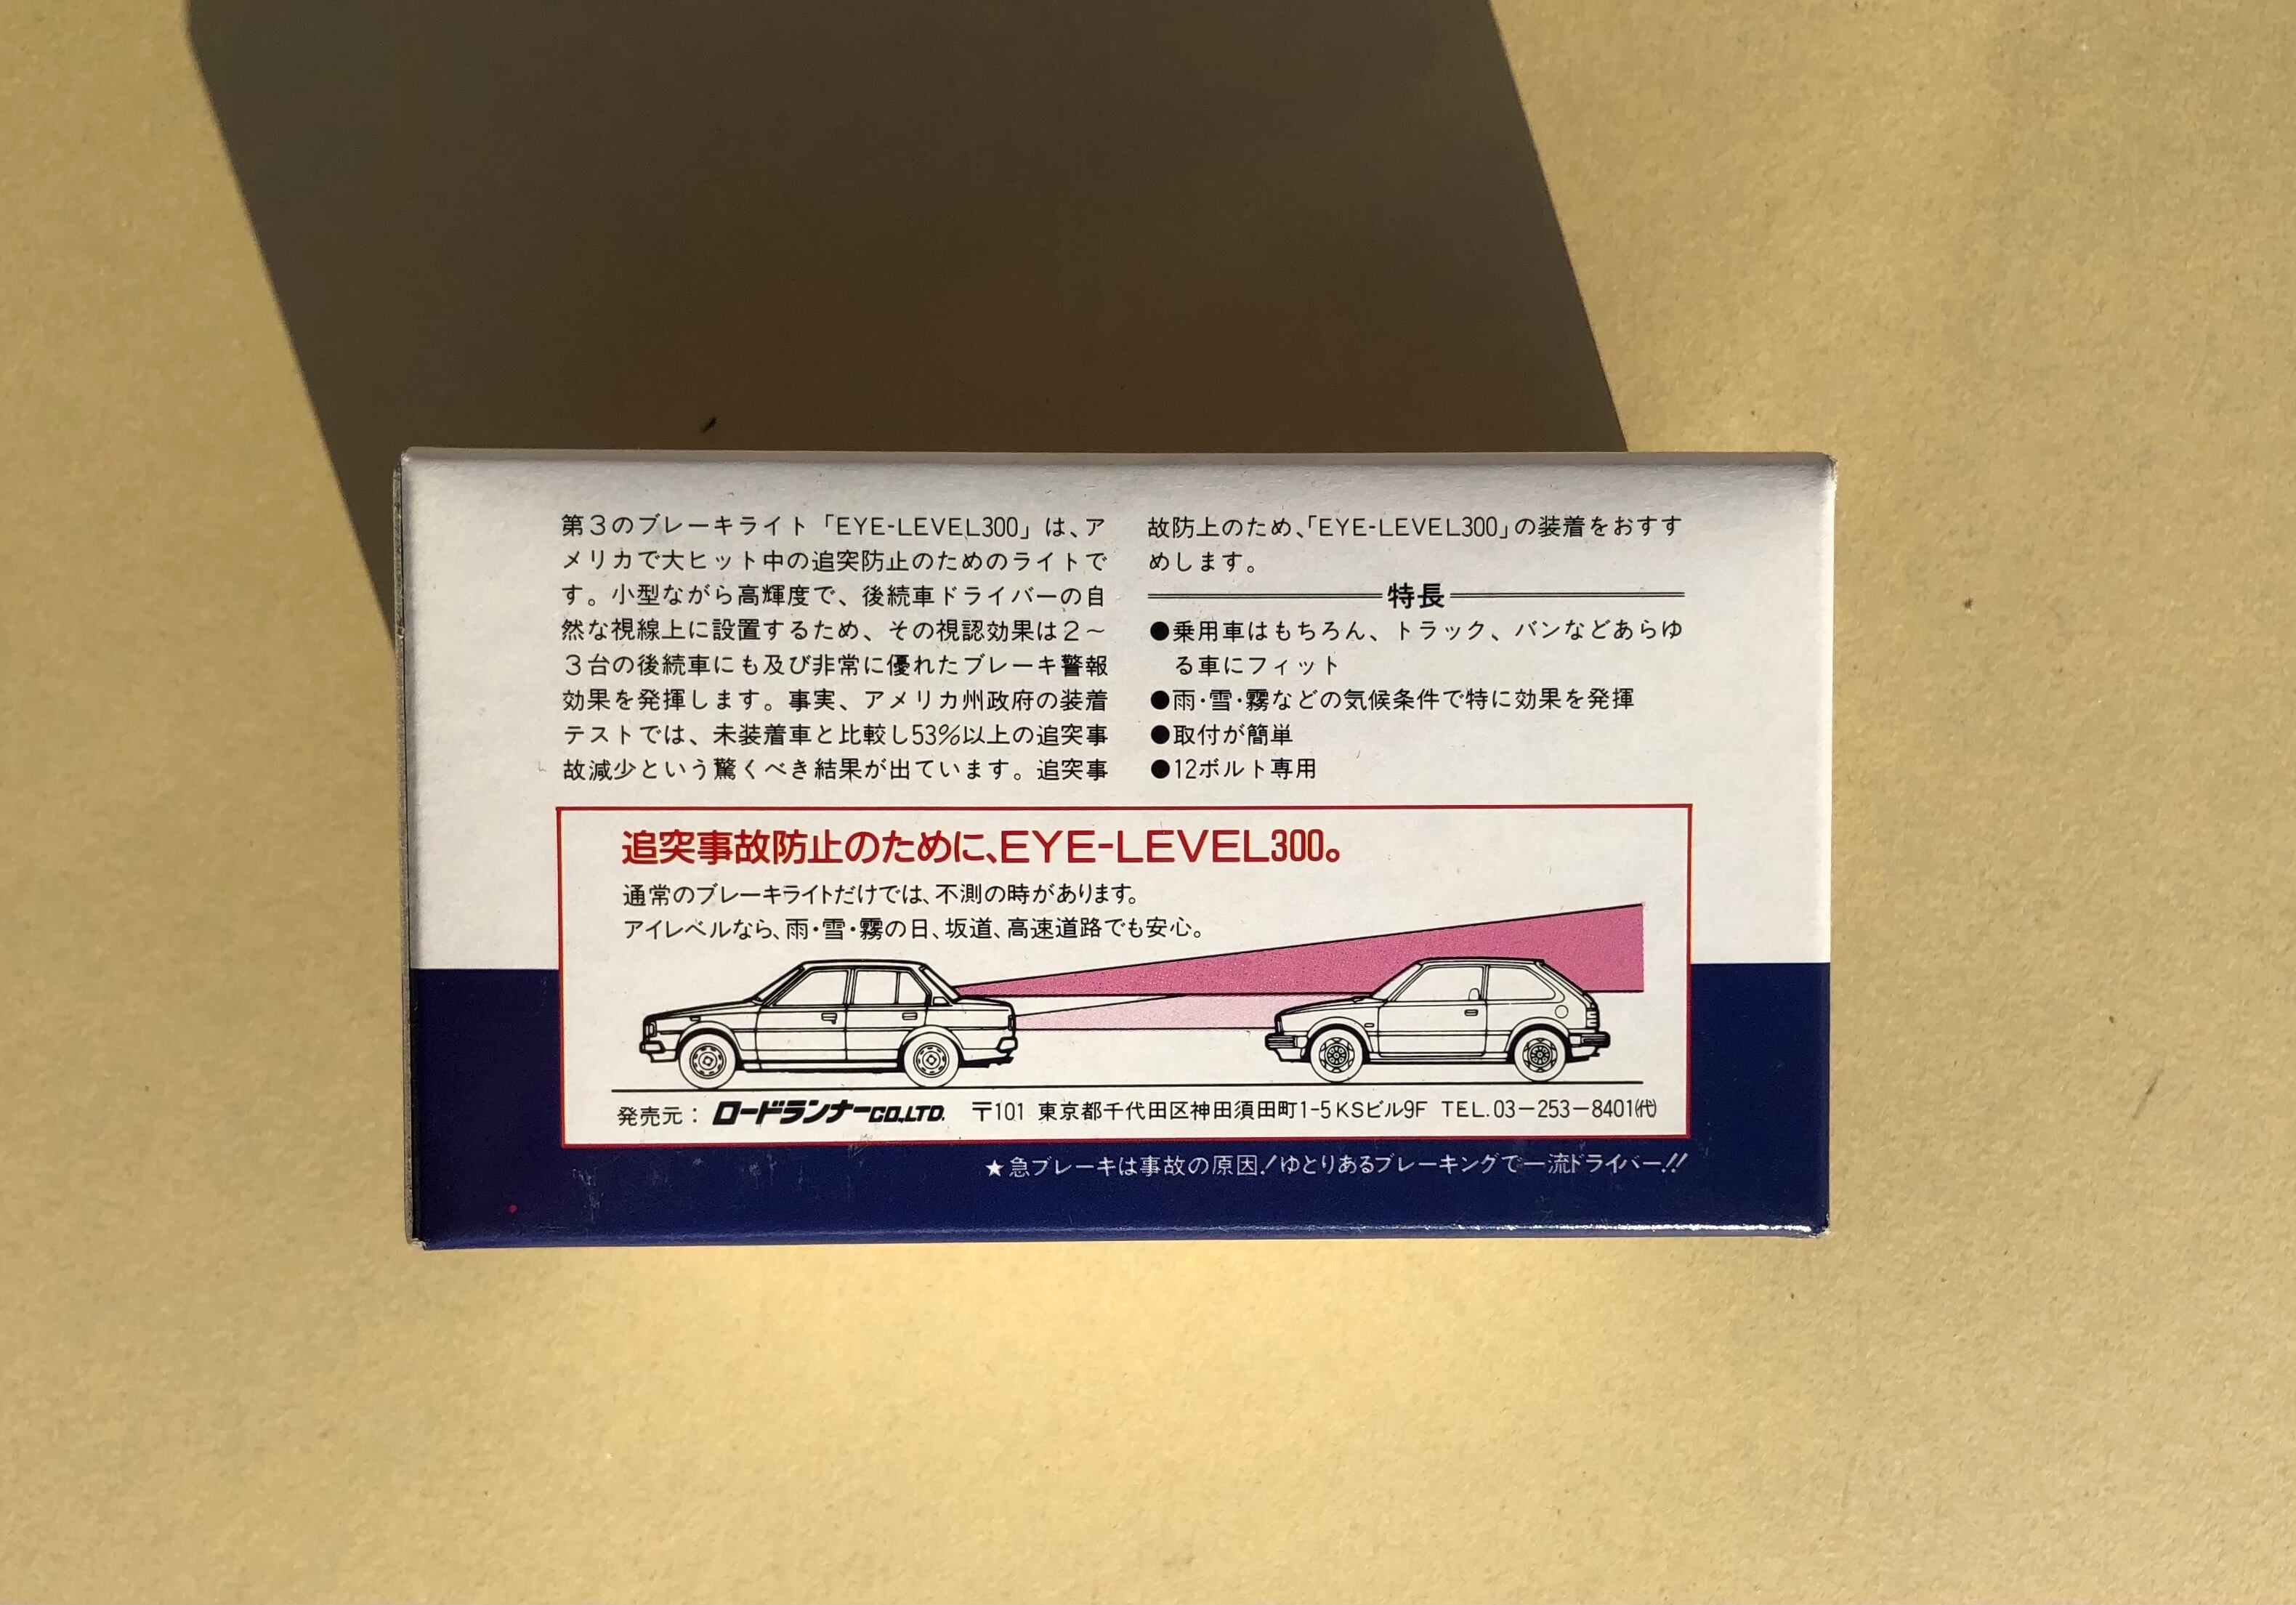 第3のブレーキライト「EYE-LEVEL300」は、ア
メリカで大ヒット中の追突防止のためのライトで
す。小型ながら高輝度で、後続車ドライバーの自
然な視線上に設置するため、その視認効果は2〜
3台の後続車にも及び非常に優れたブレーキ警報
効果を発揮します。事実、アメリカ州政府の装着
テストでは、未装着車と比較し53%以上の追突事
故減少という驚くべき結果が出ています。追突事
故防上のため、「EYE-LEVEL300」の装着をおすす
めします。
特長
●乗用車はもちろん、トラック、バンなどあらゆ
る車にフィット
●雨・雪・霧などの気候条件で特に効果を発揮
●取付が簡単
●12ボルト専用
追突事故防止のために、EYE-LEVEL300。
通常のブレーキライトだけでは、不測の時があります。
アイレベルなら、雨・雪・霧の日、坂道、高速道路でも安心。
発売元：ロードランナーCO.,LTD. 〒101 東京都千代田区神田須田町1-5KSビル9F TEL.03-253-8401(代)
★急ブレーキは事故の原因!ゆとりあるブレーキングで一流ドライバー!!